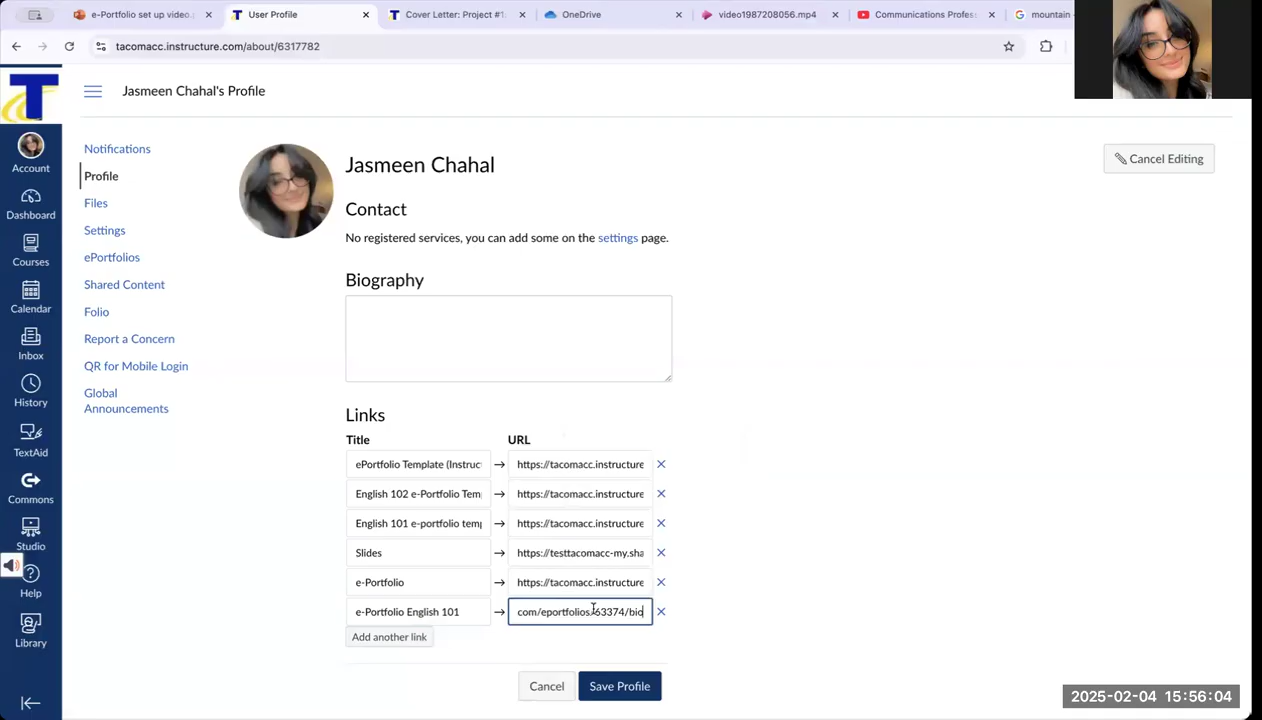 e-Portfolio set up video.
User Profile
Cover Letter: Project #1
OneDrive
video1987208056.mp4
Communications Profes
mountain
tacomacc.instructure.com/about/6317782
Jasmeen Chahal's Profile
Account
Dashboard
Courses
Calendar
Inbox
History
TextAid
Commons
Studio
Help
Library
Notifications
Profile
Files
Settings
ePortfolios
Shared Content
Folio
Report a Concern
QR for Mobile Login
Global
Announcements
Jasmeen Chahal
Cancel Editing
Contact
No registered services, you can add some on the settings page.
Biography
Links
Title URL
ePortfolio Template (Instruc → https://tacomacc.instructure
English 102 e-Portfolio Tem → https://tacomacc.instructure
English 101 e-portfolio temp → https://tacomacc.instructure
Slides → https://testtacomacc-my.sha
e-Portfolio → https://tacomacc.instructure
e-Portfolio English 101 → com/eportfolios/63374/bio
Add another link
Cancel Save Profile
2025-02-04 15:56:04